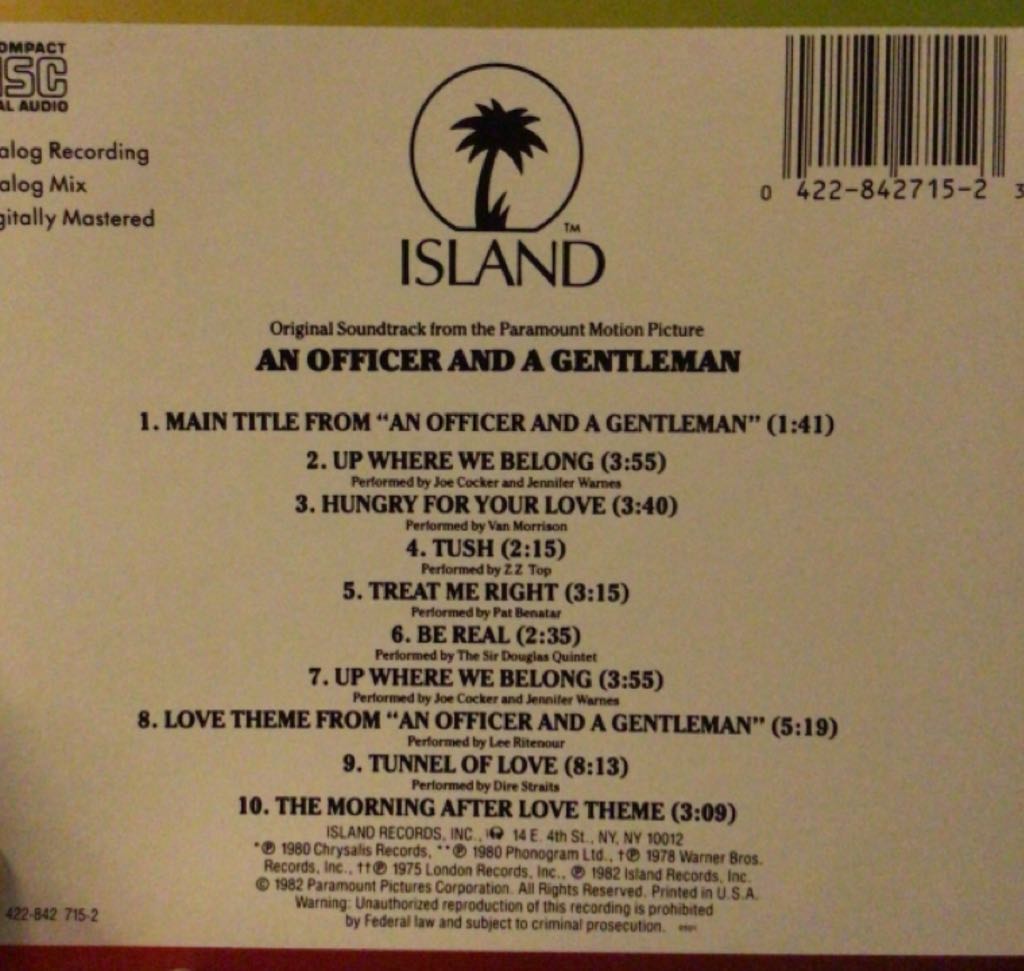 OMPACT
ISC
AL AUDIO
alog Recording
alog Mix
gitally Mastered
TM
ISLAND
0 422-842715-2 3
Original Soundtrack from the Paramount Motion Picture
AN OFFICER AND A GENTLEMAN
1. MAIN TITLE FROM “AN OFFICER AND A GENTLEMAN” (1:41)
2. UP WHERE WE BELONG (3:55)
Performed by Joe Cocker and Jennifer Warnes
3. HUNGRY FOR YOUR LOVE (3:40)
Performed by Van Morrison
4. TUSH (2:15)
Performed by ZZ Top
5. TREAT ME RIGHT (3:15)
Performed by Pat Benatar
6. BE REAL (2:35)
Performed by The Sir Douglas Quintet
7. UP WHERE WE BELONG (3:55)
Performed by Joe Cocker and Jennifer Warnes
8. LOVE THEME FROM “AN OFFICER AND A GENTLEMAN” (5:19)
Performed by Lee Ritenour
9. TUNNEL OF LOVE (8:13)
Performed by Dire Straits
10. THE MORNING AFTER LOVE THEME (3:09)
ISLAND RECORDS, INC., 14 E. 4th St., NY, NY 10012
*℗ 1980 Chrysalis Records, **℗ 1980 Phonogram Ltd., †℗ 1978 Warner Bros.
Records, Inc., ††℗ 1975 London Records, Inc., ℗ 1982 Island Records, Inc.
© 1982 Paramount Pictures Corporation. All Rights Reserved. Printed in U.S.A.
Warning: Unauthorized reproduction of this recording is prohibited
by Federal law and subject to criminal prosecution.
422-842 715-2